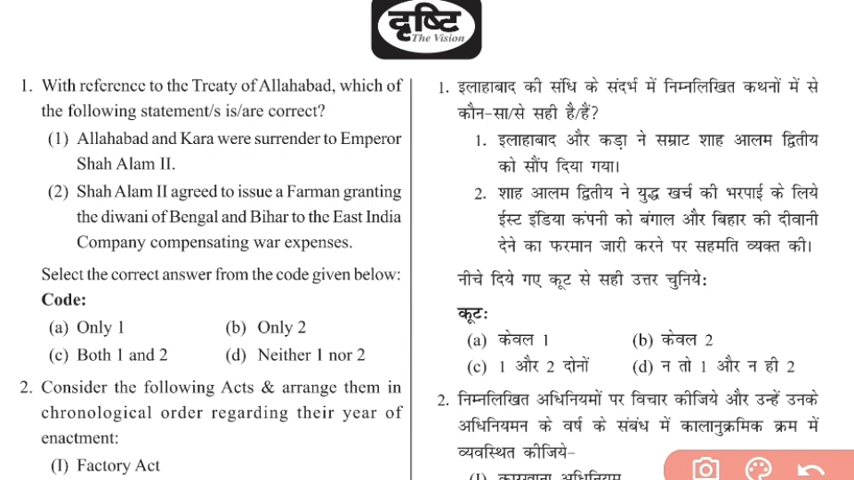 दृष्टि
The Vision
1. With reference to the Treaty of Allahabad, which of
the following statement/s is/are correct?
(1) Allahabad and Kara were surrender to Emperor
Shah Alam II.
(2) Shah Alam II agreed to issue a Farman granting
the diwani of Bengal and Bihar to the East India
Company compensating war expenses.
Select the correct answer from the code given below:
Code:
(a) Only 1 (b) Only 2
(c) Both 1 and 2 (d) Neither 1 nor 2
2. Consider the following Acts & arrange them in
chronological order regarding their year of
enactment:
(I) Factory Act
1. इलाहाबाद की संधि के संदर्भ में निम्नलिखित कथनों में से
कौन-सा/से सही है/हैं?
1. इलाहाबाद और कड़ा ने सम्राट शाह आलम द्वितीय
को सौंप दिया गया।
2. शाह आलम द्वितीय ने युद्ध खर्च की भरपाई के लिये
ईस्ट इंडिया कंपनी को बंगाल और बिहार की दीवानी
देने का फरमान जारी करने पर सहमति व्यक्त की।
नीचे दिये गए कूट से सही उत्तर चुनिये:
कूट:
(a) केवल 1 (b) केवल 2
(c) 1 और 2 दोनों (d) न तो 1 और न ही 2
2. निम्नलिखित अधिनियमों पर विचार कीजिये और उन्हें उनके
अधिनियमन के वर्ष के संबंध में कालानुक्रमिक क्रम में
व्यवस्थित कीजिये-
(I) कारखाना अधिनियम